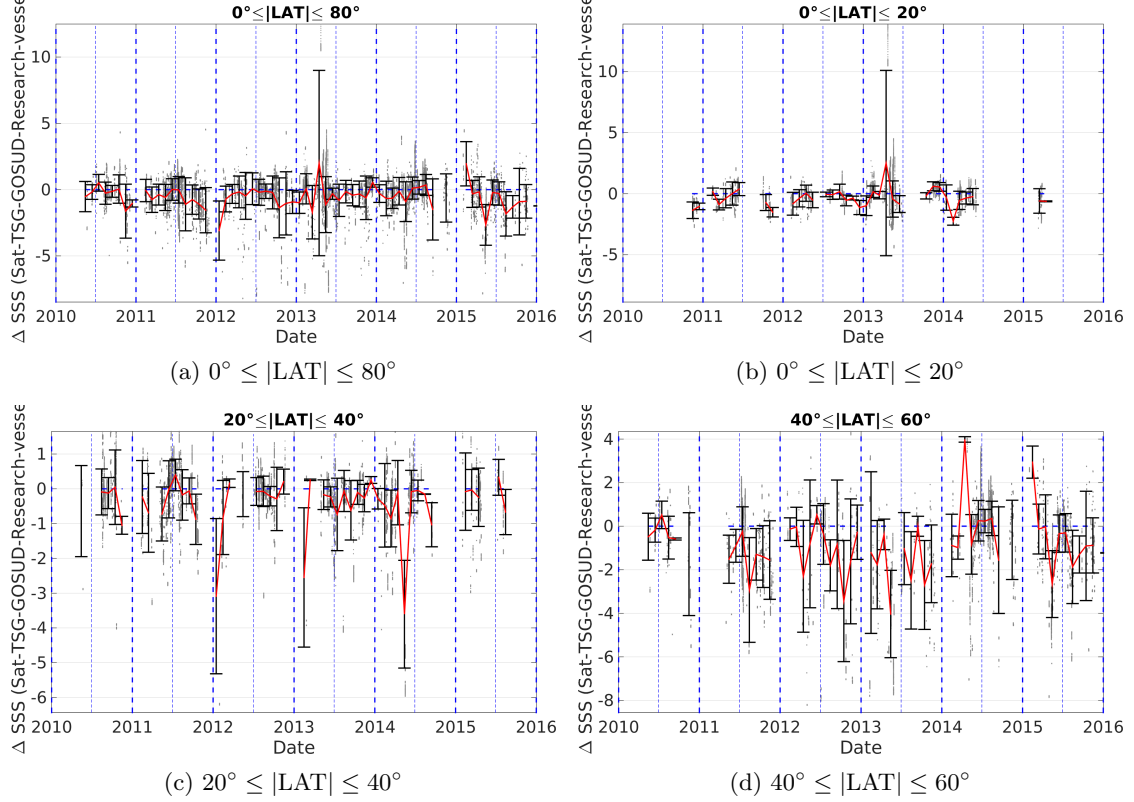 0°≤|LAT|≤ 80°
Δ SSS (Sat-TSG-GOSUD-Research-vessel
10
5
0
-5
2010 2011 2012 2013 2014 2015 2016
Date
(a) 0° ≤ |LAT| ≤ 80°
0°≤|LAT|≤ 20°
Δ SSS (Sat-TSG-GOSUD-Research-vessel
10
5
0
-5
2010 2011 2012 2013 2014 2015 2016
Date
(b) 0° ≤ |LAT| ≤ 20°
20°≤|LAT|≤ 40°
Δ SSS (Sat-TSG-GOSUD-Research-vesse
1
0
-1
-2
-3
-4
-5
-6
2010 2011 2012 2013 2014 2015 2016
Date
(c) 20° ≤ |LAT| ≤ 40°
40°≤|LAT|≤ 60°
Δ SSS (Sat-TSG-GOSUD-Research-vesse
4
2
0
-2
-4
-6
-8
2010 2011 2012 2013 2014 2015 2016
Date
(d) 40° ≤ |LAT| ≤ 60°